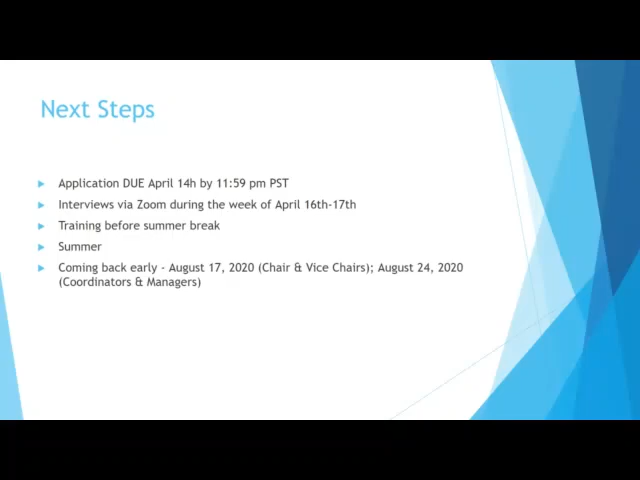 Next Steps
Application DUE April 14h by 11:59 pm PST
Interviews via Zoom during the week of April 16th-17th
Training before summer break
Summer
Coming back early - August 17, 2020 (Chair & Vice Chairs); August 24, 2020
(Coordinators & Managers)